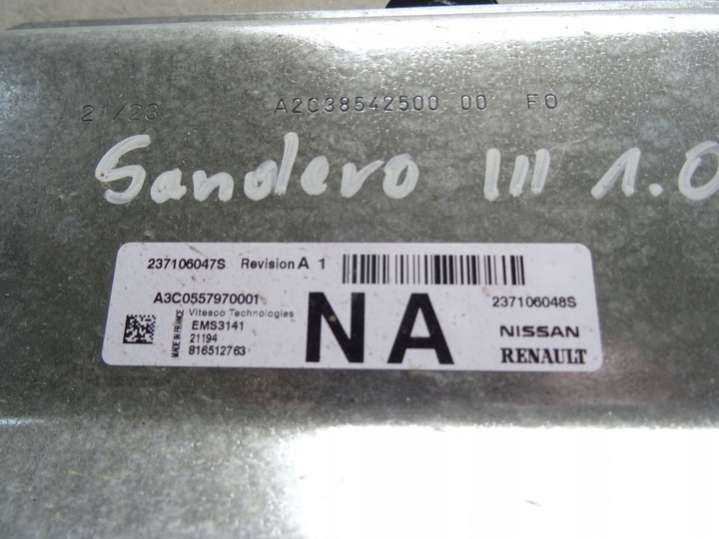 21/23 A2C38542500 00 F0
Sandero III 1.0
237106047S Revision A 1
A3C0557970001
237106048S
Vitesco Technologies
EMS3141
21194
816512763
MADE IN FRANCE
NA
NISSAN
RENAULT